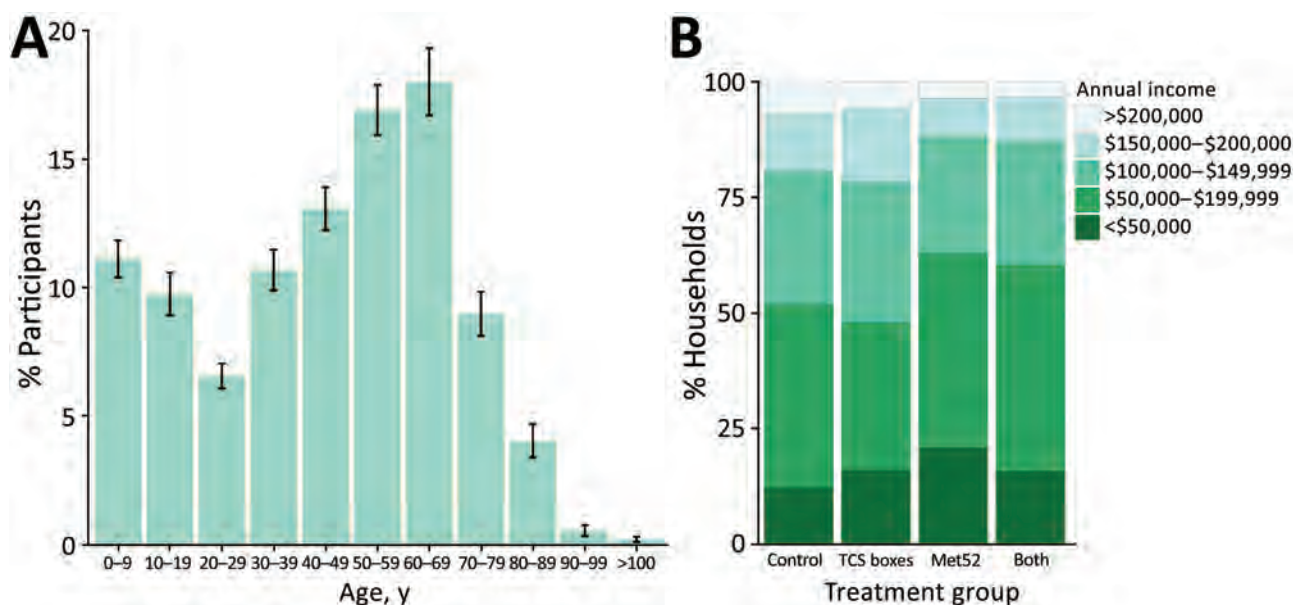 A
20
15
10
5
0
% Participants
0–9 10–19 20–29 30–39 40–49 50–59 60–69 70–79 80–89 90–99 >100
Age, y
B
100
75
50
25
0
% Households
Control TCS boxes Met52 Both
Treatment group
Annual income
>$200,000
$150,000–$200,000
$100,000–$149,999
$50,000–$199,999
<$50,000